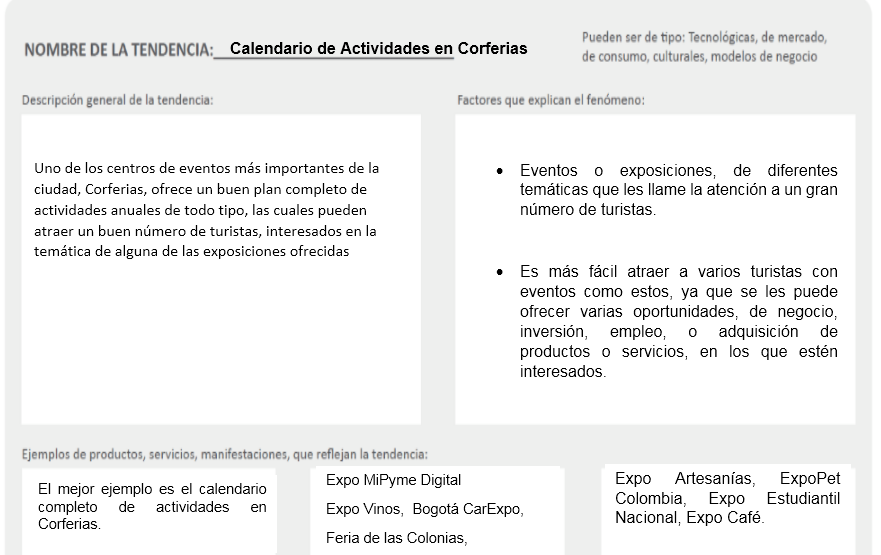 NOMBRE DE LA TENDENCIA: Calendario de Actividades en Corferias
Pueden ser de tipo: Tecnológicas, de mercado,
de consumo, culturales, modelos de negocio
Descripción general de la tendencia:
Uno de los centros de eventos más importantes de la
ciudad, Corferias, ofrece un buen plan completo de
actividades anuales de todo tipo, las cuales pueden
atraer un buen número de turistas, interesados en la
temática de alguna de las exposiciones ofrecidas
Factores que explican el fenómeno:
• Eventos o exposiciones, de diferentes
temáticas que les llame la atención a un gran
número de turistas.
• Es más fácil atraer a varios turistas con
eventos como estos, ya que se les puede
ofrecer varias oportunidades, de negocio,
inversión, empleo, o adquisición de
productos o servicios, en los que estén
interesados.
Ejemplos de productos, servicios, manifestaciones, que reflejan la tendencia:
El mejor ejemplo es el calendario
completo de actividades en
Corferias.
Expo MiPyme Digital
Expo Vinos, Bogotá CarExpo,
Feria de las Colonias,
Expo Artesanías, ExpoPet
Colombia, Expo Estudiantil
Nacional, Expo Café.